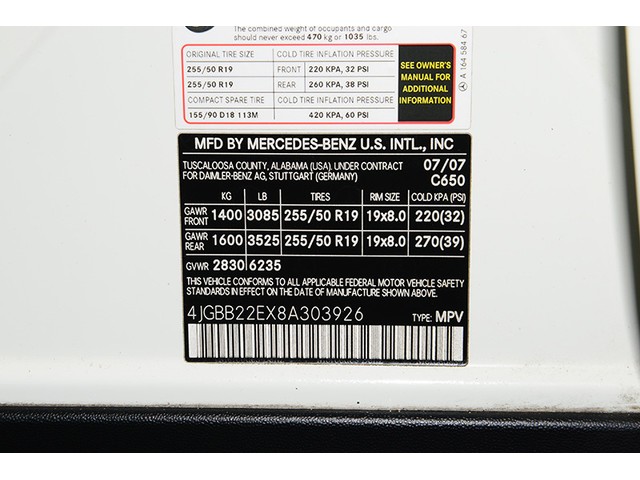 The combined weight of occupants and cargo
should never exceed 470 kg or 1035 lbs.
ORIGINAL TIRE SIZE COLD TIRE INFLATION PRESSURE
255/50 R19 FRONT 220 KPA, 32 PSI
255/50 R19 REAR 260 KPA, 38 PSI
COMPACT SPARE TIRE COLD TIRE INFLATION PRESSURE
155/90 D18 113M 420 KPA, 60 PSI
SEE OWNER'S
MANUAL FOR
ADDITIONAL
INFORMATION
A 164 584 67
MFD BY MERCEDES-BENZ U.S. INTL., INC
TUSCALOOSA COUNTY, ALABAMA (USA), UNDER CONTRACT
FOR DAIMLER-BENZ AG, STUTTGART (GERMANY)
07/07
C650
KG LB TIRES RIM SIZE COLD KPA (PSI)
GAWR FRONT 1400 3085 255/50 R19 19x8.0 220(32)
GAWR REAR 1600 3525 255/50 R19 19x8.0 270(39)
GVWR 2830 6235
THIS VEHICLE CONFORMS TO ALL APPLICABLE FEDERAL MOTOR VEHICLE SAFETY
STANDARDS IN EFFECT ON THE DATE OF MANUFACTURE SHOWN ABOVE.
4JGBB22EX8A303926 TYPE: MPV